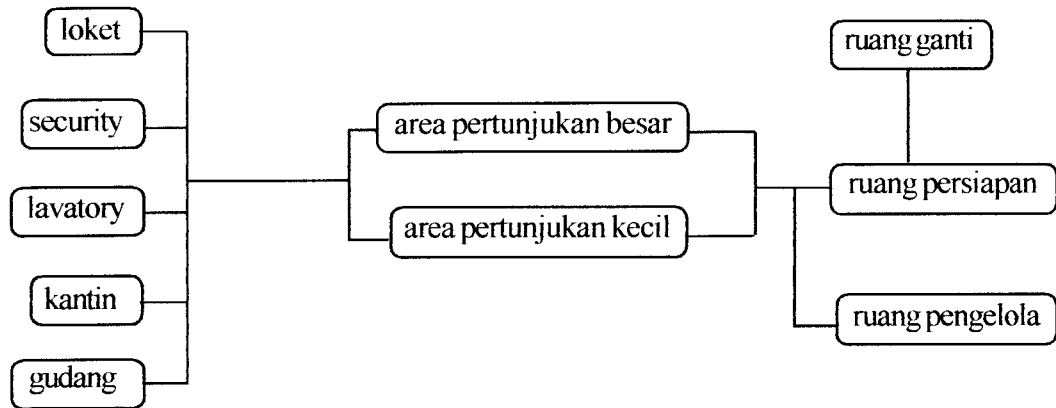 loket
security
lavatory
kantin
gudang
area pertunjukan besar
area pertunjukan kecil
ruang ganti
ruang persiapan
ruang pengelola